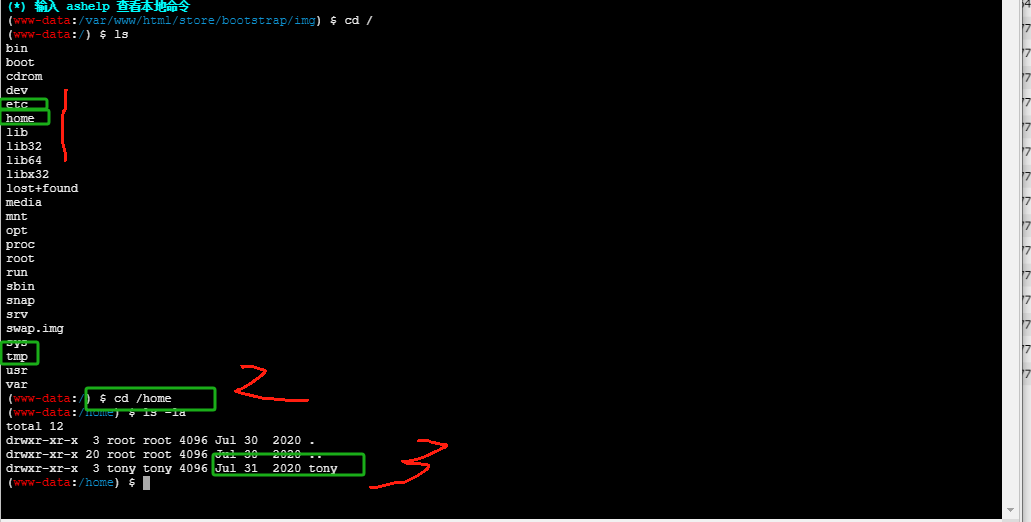 (*) 输入 ashelp 查看本地命令
(www-data:/var/www/html/store/bootstrap/img) $ cd /
(www-data:/) $ ls
bin
boot
cdrom
dev
etc
home
lib
lib32
lib64
libx32
lost+found
media
mnt
opt
proc
root
run
sbin
snap
srv
swap.img
sys
tmp
usr
var
(www-data:/) $ cd /home
(www-data:/home) $ ls -la
total 12
drwxr-xr-x  3 root root 4096 Jul 30  2020 .
drwxr-xr-x 20 root root 4096 Jul 30  2020 ..
drwxr-xr-x  3 tony tony 4096 Jul 31  2020 tony
(www-data:/home) $
2
3